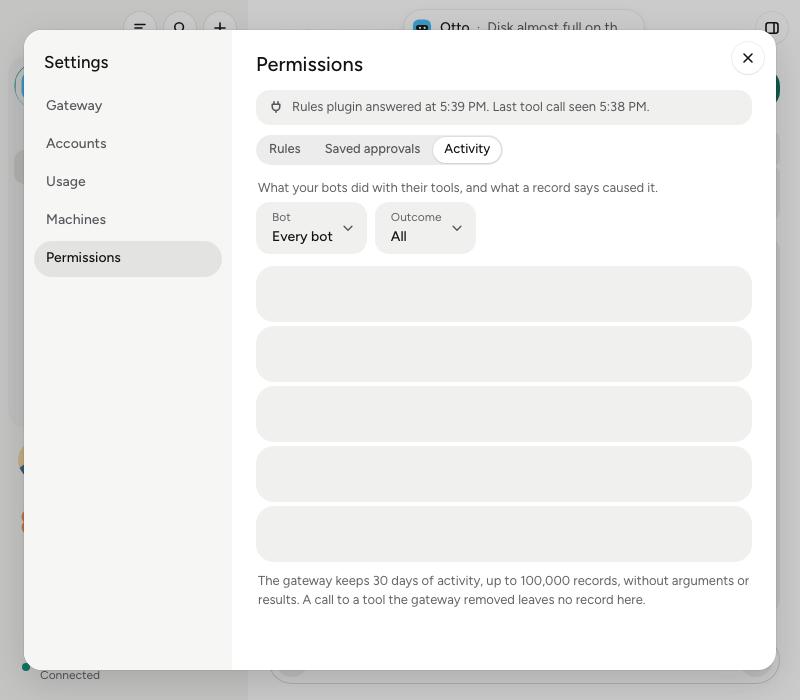 Otto · Disk almost full on th
Settings
Gateway
Accounts
Usage
Machines
Permissions
Permissions
Rules plugin answered at 5:39 PM. Last tool call seen 5:38 PM.
Rules
Saved approvals
Activity
What your bots did with their tools, and what a record says caused it.
Bot
Every bot
Outcome
All
The gateway keeps 30 days of activity, up to 100,000 records, without arguments or
results. A call to a tool the gateway removed leaves no record here.
Connected